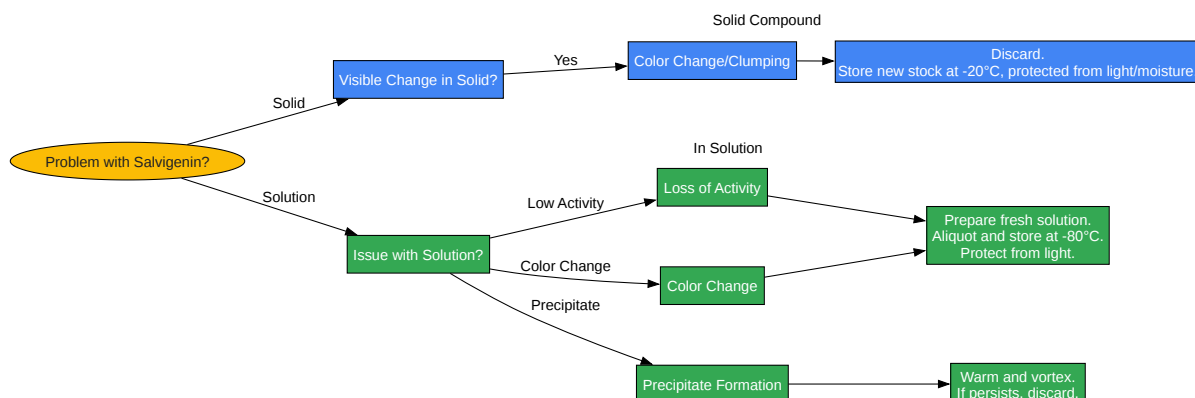 Solid Compound
Visible Change in Solid?
Yes
Color Change/Clumping
Discard.
Store new stock at -20°C, protected from light/moisture
Solid
Problem with Salvigenin?
Solution
In Solution
Issue with Solution?
Low Activity
Loss of Activity
Color Change
Color Change
Prepare fresh solution.
Aliquot and store at -80°C.
Protect from light.
Precipitate
Precipitate Formation
Warm and vortex.
If persists, discard.